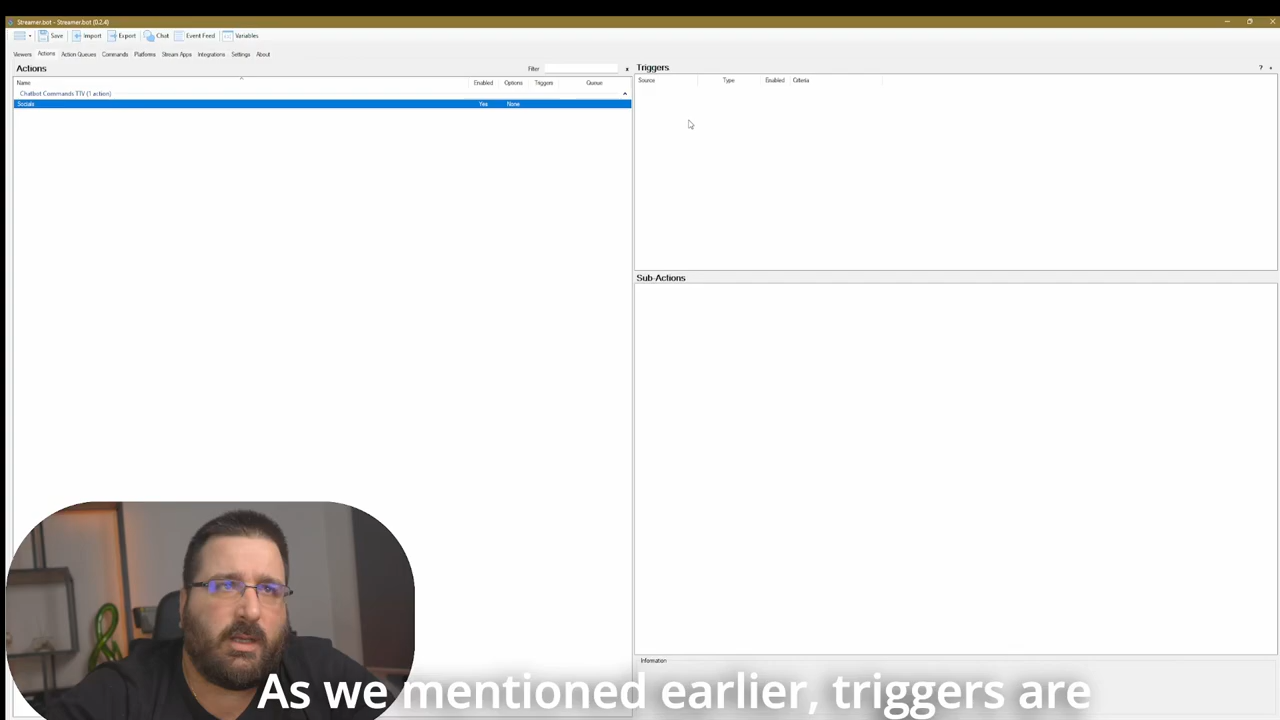 Streamer.bot - Streamer.bot (0.2.4)
Save Import Export Chat Event Feed Variables
Viewers Actions Action Queues Commands Platforms Stream Apps Integrations Settings About
Actions Filter x
Name Enabled Options Triggers Queue
Chatbot Commands TTV (1 action)
Socials Yes None
Triggers ?
Source Type Enabled Criteria
Sub-Actions
Information
As we mentioned earlier, triggers are